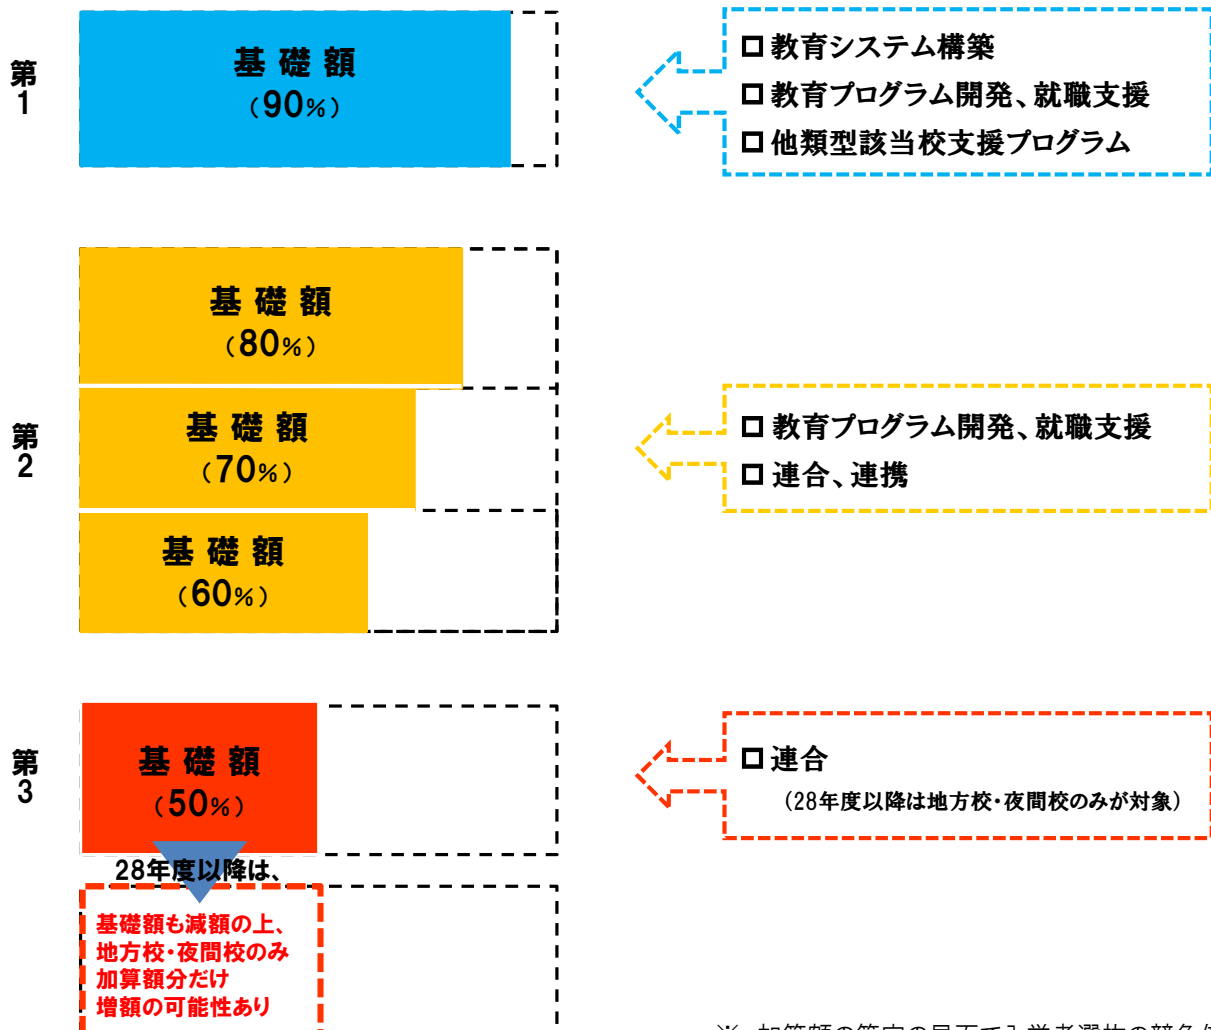 第1
基礎額
（90％）
□ 教育システム構築
□ 教育プログラム開発、就職支援
□ 他類型該当校支援プログラム
第2
基礎額
（80％）
基礎額
（70％）
基礎額
（60％）
□ 教育プログラム開発、就職支援
□ 連合、連携
第3
基礎額
（50％）
□ 連合
（28年度以降は地方校・夜間校のみが対象）
28年度以降は、
基礎額も減額の上、
地方校・夜間校のみ
加算額分だけ
増額の可能性あり